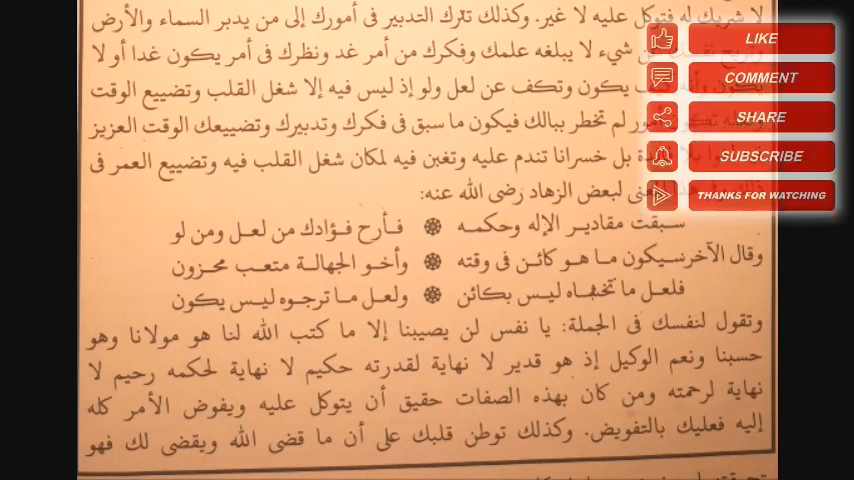 لا شريك له فتوكل عليه لا غير. وكذلك تترك التدبير فى أمورك إلى من يدبر السماء والأرض
شيء لا يبلغه علمك وفكرك من أمر غد ونظرك فى أمر يكون غدا أو لا
يكون وتكف عن لعل ولو إذ ليس فيه إلا شغل القلب وتضييع الوقت
لم تخطر ببالك فيكون ما سبق فى فكرك وتدبيرك وتضييعك الوقت العزيز
بل خسرانا تندم عليه وتغبن فيه لمكان شغل القلب فيه وتضييع العمر فى
لبعض الزهاد رضى الله عنه:
سبقت مقادير الإله وحكمه ❁ فأرح فؤادك من لعل ومن لو
وقال الآخر سيكون ما هو كائن فى وقته ❁ وأخو الجهالة متعب محزون
فلعل ما تخشاه ليس بكائن ❁ ولعل ما ترجوه ليس يكون
وتقول لنفسك فى الجملة: يا نفس لن يصيبنا إلا ما كتب الله لنا هو مولانا وهو
حسبنا ونعم الوكيل إذ هو قدير لا نهاية لقدرته حكيم لا نهاية لحكمه رحيم لا
نهاية لرحمته ومن كان بهذه الصفات حقيق أن يتوكل عليه ويفوض الأمر كله
إليه فعليك بالتفويض. وكذلك توطن قلبك على أن ما قضى الله ويقضى لك فهو
LIKE
COMMENT
SHARE
SUBSCRIBE
THANKS FOR WATCHING